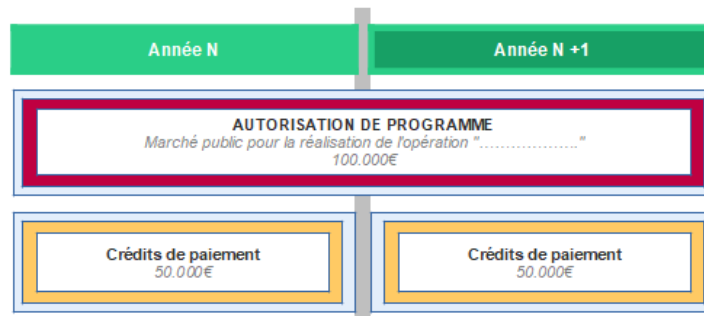 Année N
Année N +1
AUTORISATION DE PROGRAMME
Marché public pour la réalisation de l'opération "..................."
100.000€
Crédits de paiement
50.000€
Crédits de paiement
50.000€